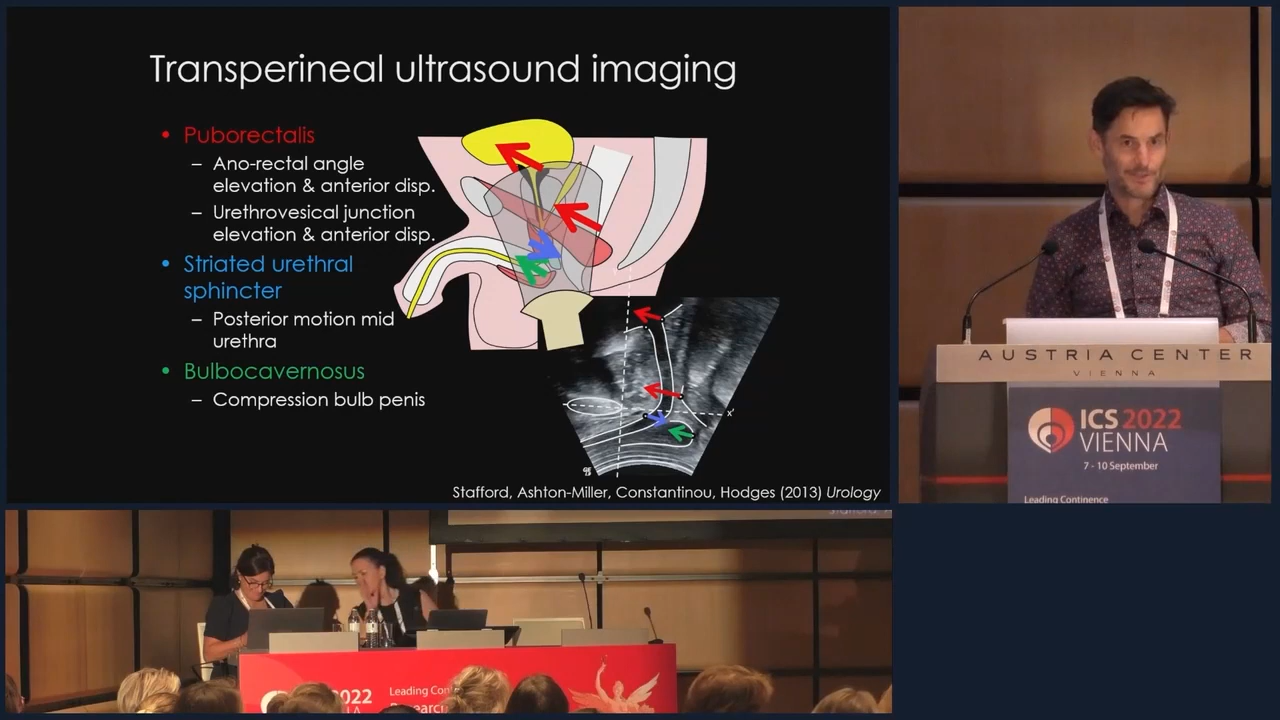 Transperineal ultrasound imaging
• Puborectalis
– Ano-rectal angle
elevation & anterior disp.
– Urethrovesical junction
elevation & anterior disp.
• Striated urethral
sphincter
– Posterior motion mid
urethra
• Bulbocavernosus
– Compression bulb penis
x'
Stafford, Ashton-Miller, Constantinou, Hodges (2013) Urology
AUSTRIA CENTER
VIENNA
ICS 2022
VIENNA
7 - 10 September
Leading Continence
2022
Leading